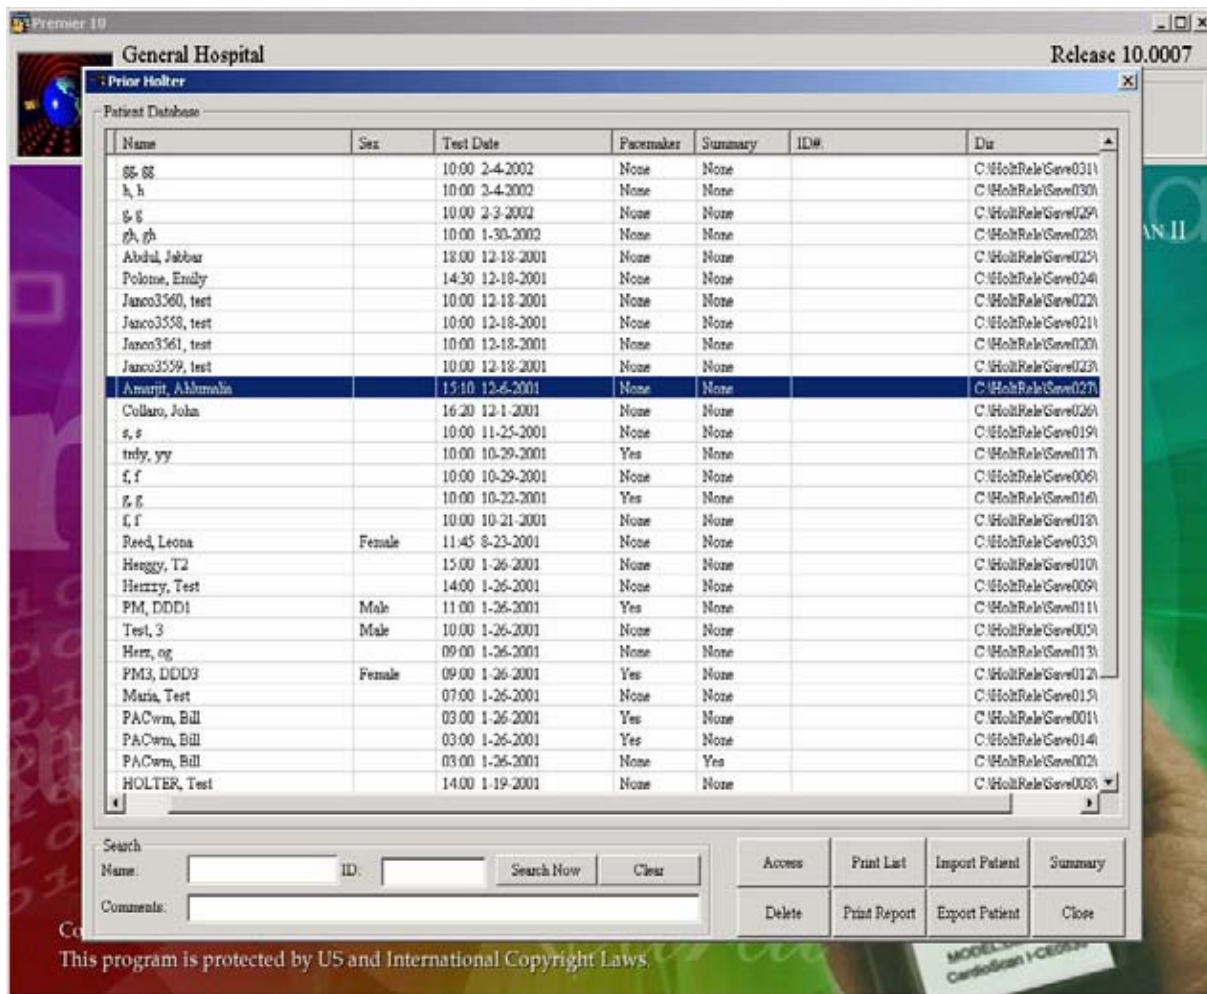 Premier 10
General Hospital Release 10.0007
Prior Holter
Patient Database
Name Sex Test Date Pacemaker Summary ID#. Dir
gg, gg 10:00 2-4-2002 None None C:\HoltRele\Save031\
h, h 10:00 2-4-2002 None None C:\HoltRele\Save030\
g, g 10:00 2-3-2002 None None C:\HoltRele\Save029\
gh, gh 10:00 1-30-2002 None None C:\HoltRele\Save028\
Abdul, Jabbar 18:00 12-18-2001 None None C:\HoltRele\Save025\
Polome, Emily 14:30 12-18-2001 None None C:\HoltRele\Save024\
Janco3560, test 10:00 12-18-2001 None None C:\HoltRele\Save022\
Janco3558, test 10:00 12-18-2001 None None C:\HoltRele\Save021\
Janco3561, test 10:00 12-18-2001 None None C:\HoltRele\Save020\
Janco3559, test 10:00 12-18-2001 None None C:\HoltRele\Save023\
Amarjit, Ahlumalia 15:10 12-6-2001 None None C:\HoltRele\Save027\
Collaro, John 16:20 12-1-2001 None None C:\HoltRele\Save026\
s, s 10:00 11-25-2001 None None C:\HoltRele\Save019\
trdy, yy 10:00 10-29-2001 Yes None C:\HoltRele\Save017\
f, f 10:00 10-29-2001 None None C:\HoltRele\Save006\
g, g 10:00 10-22-2001 Yes None C:\HoltRele\Save016\
f, f 10:00 10-21-2001 None None C:\HoltRele\Save018\
Reed, Leona Female 11:45 8-23-2001 None None C:\HoltRele\Save035\
Henggy, T2 15:00 1-26-2001 None None C:\HoltRele\Save010\
Herzzy, Test 14:00 1-26-2001 None None C:\HoltRele\Save009\
PM, DDD1 Male 11:00 1-26-2001 Yes None C:\HoltRele\Save011\
Test, 3 Male 10:00 1-26-2001 None None C:\HoltRele\Save005\
Herz, og 09:00 1-26-2001 None None C:\HoltRele\Save013\
PM3, DDD3 Female 09:00 1-26-2001 Yes None C:\HoltRele\Save012\
Maria, Test 07:00 1-26-2001 None None C:\HoltRele\Save015\
PACwm, Bill 03:00 1-26-2001 Yes None C:\HoltRele\Save001\
PACwm, Bill 03:00 1-26-2001 Yes None C:\HoltRele\Save014\
PACwm, Bill 03:00 1-26-2001 None Yes C:\HoltRele\Save002\
HOLTER, Test 14:00 1-19-2001 None None C:\HoltRele\Save008\
AN II
Search
Name: ID: Search Now Clear
Comments:
Access Print List Import Patient Summary
Delete Print Report Export Patient Close
Co
This program is protected by US and International Copyright Laws.
CardioScan